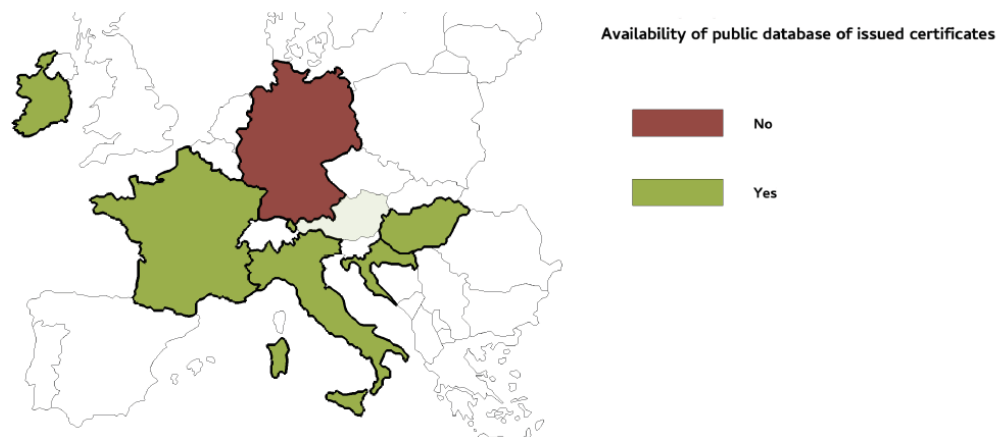 Availability of public database of issued certificates
No
Yes